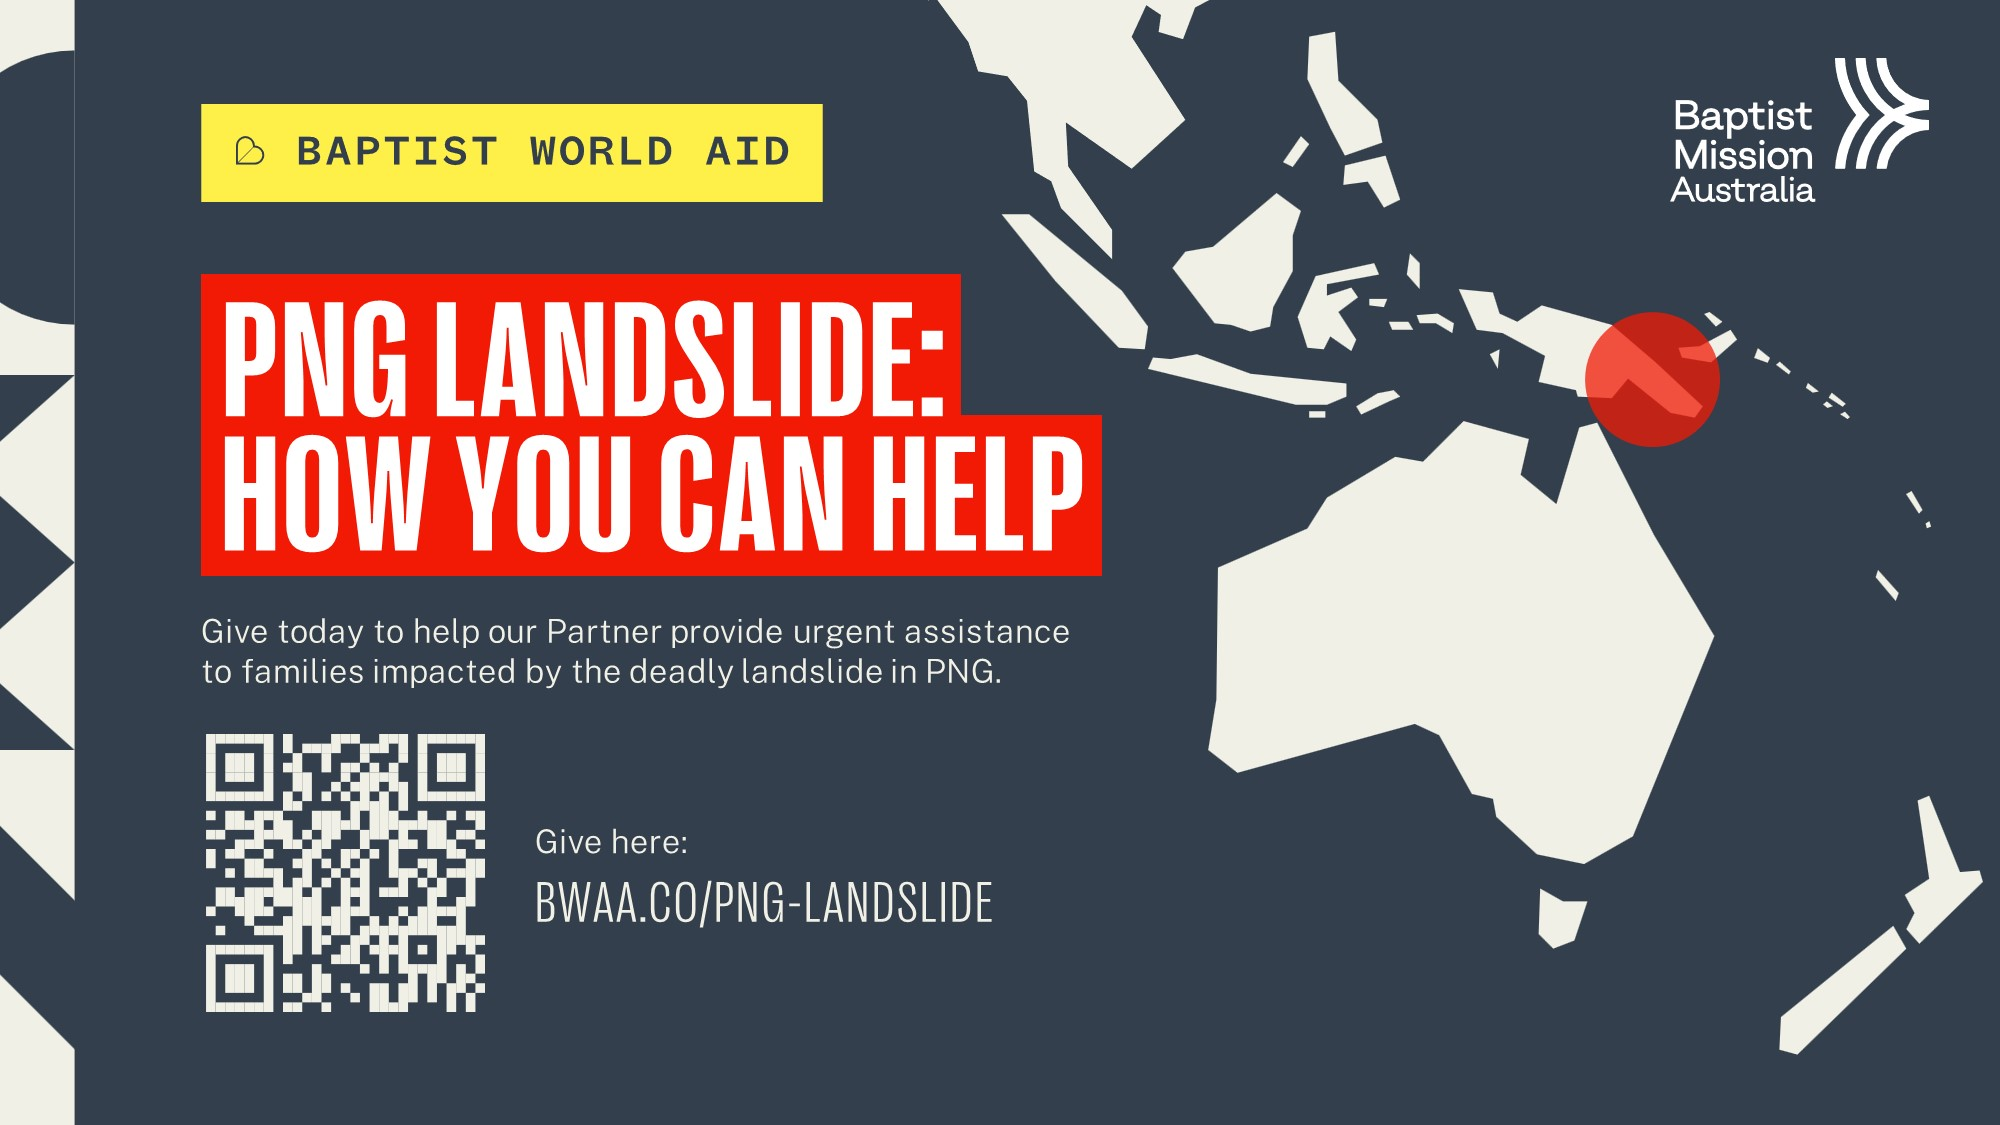 BAPTIST WORLD AID
Baptist
Mission
Australia
PNG LANDSLIDE:
HOW YOU CAN HELP
Give today to help our Partner provide urgent assistance
to families impacted by the deadly landslide in PNG.
Give here:
BWAA.CO/PNG-LANDSLIDE